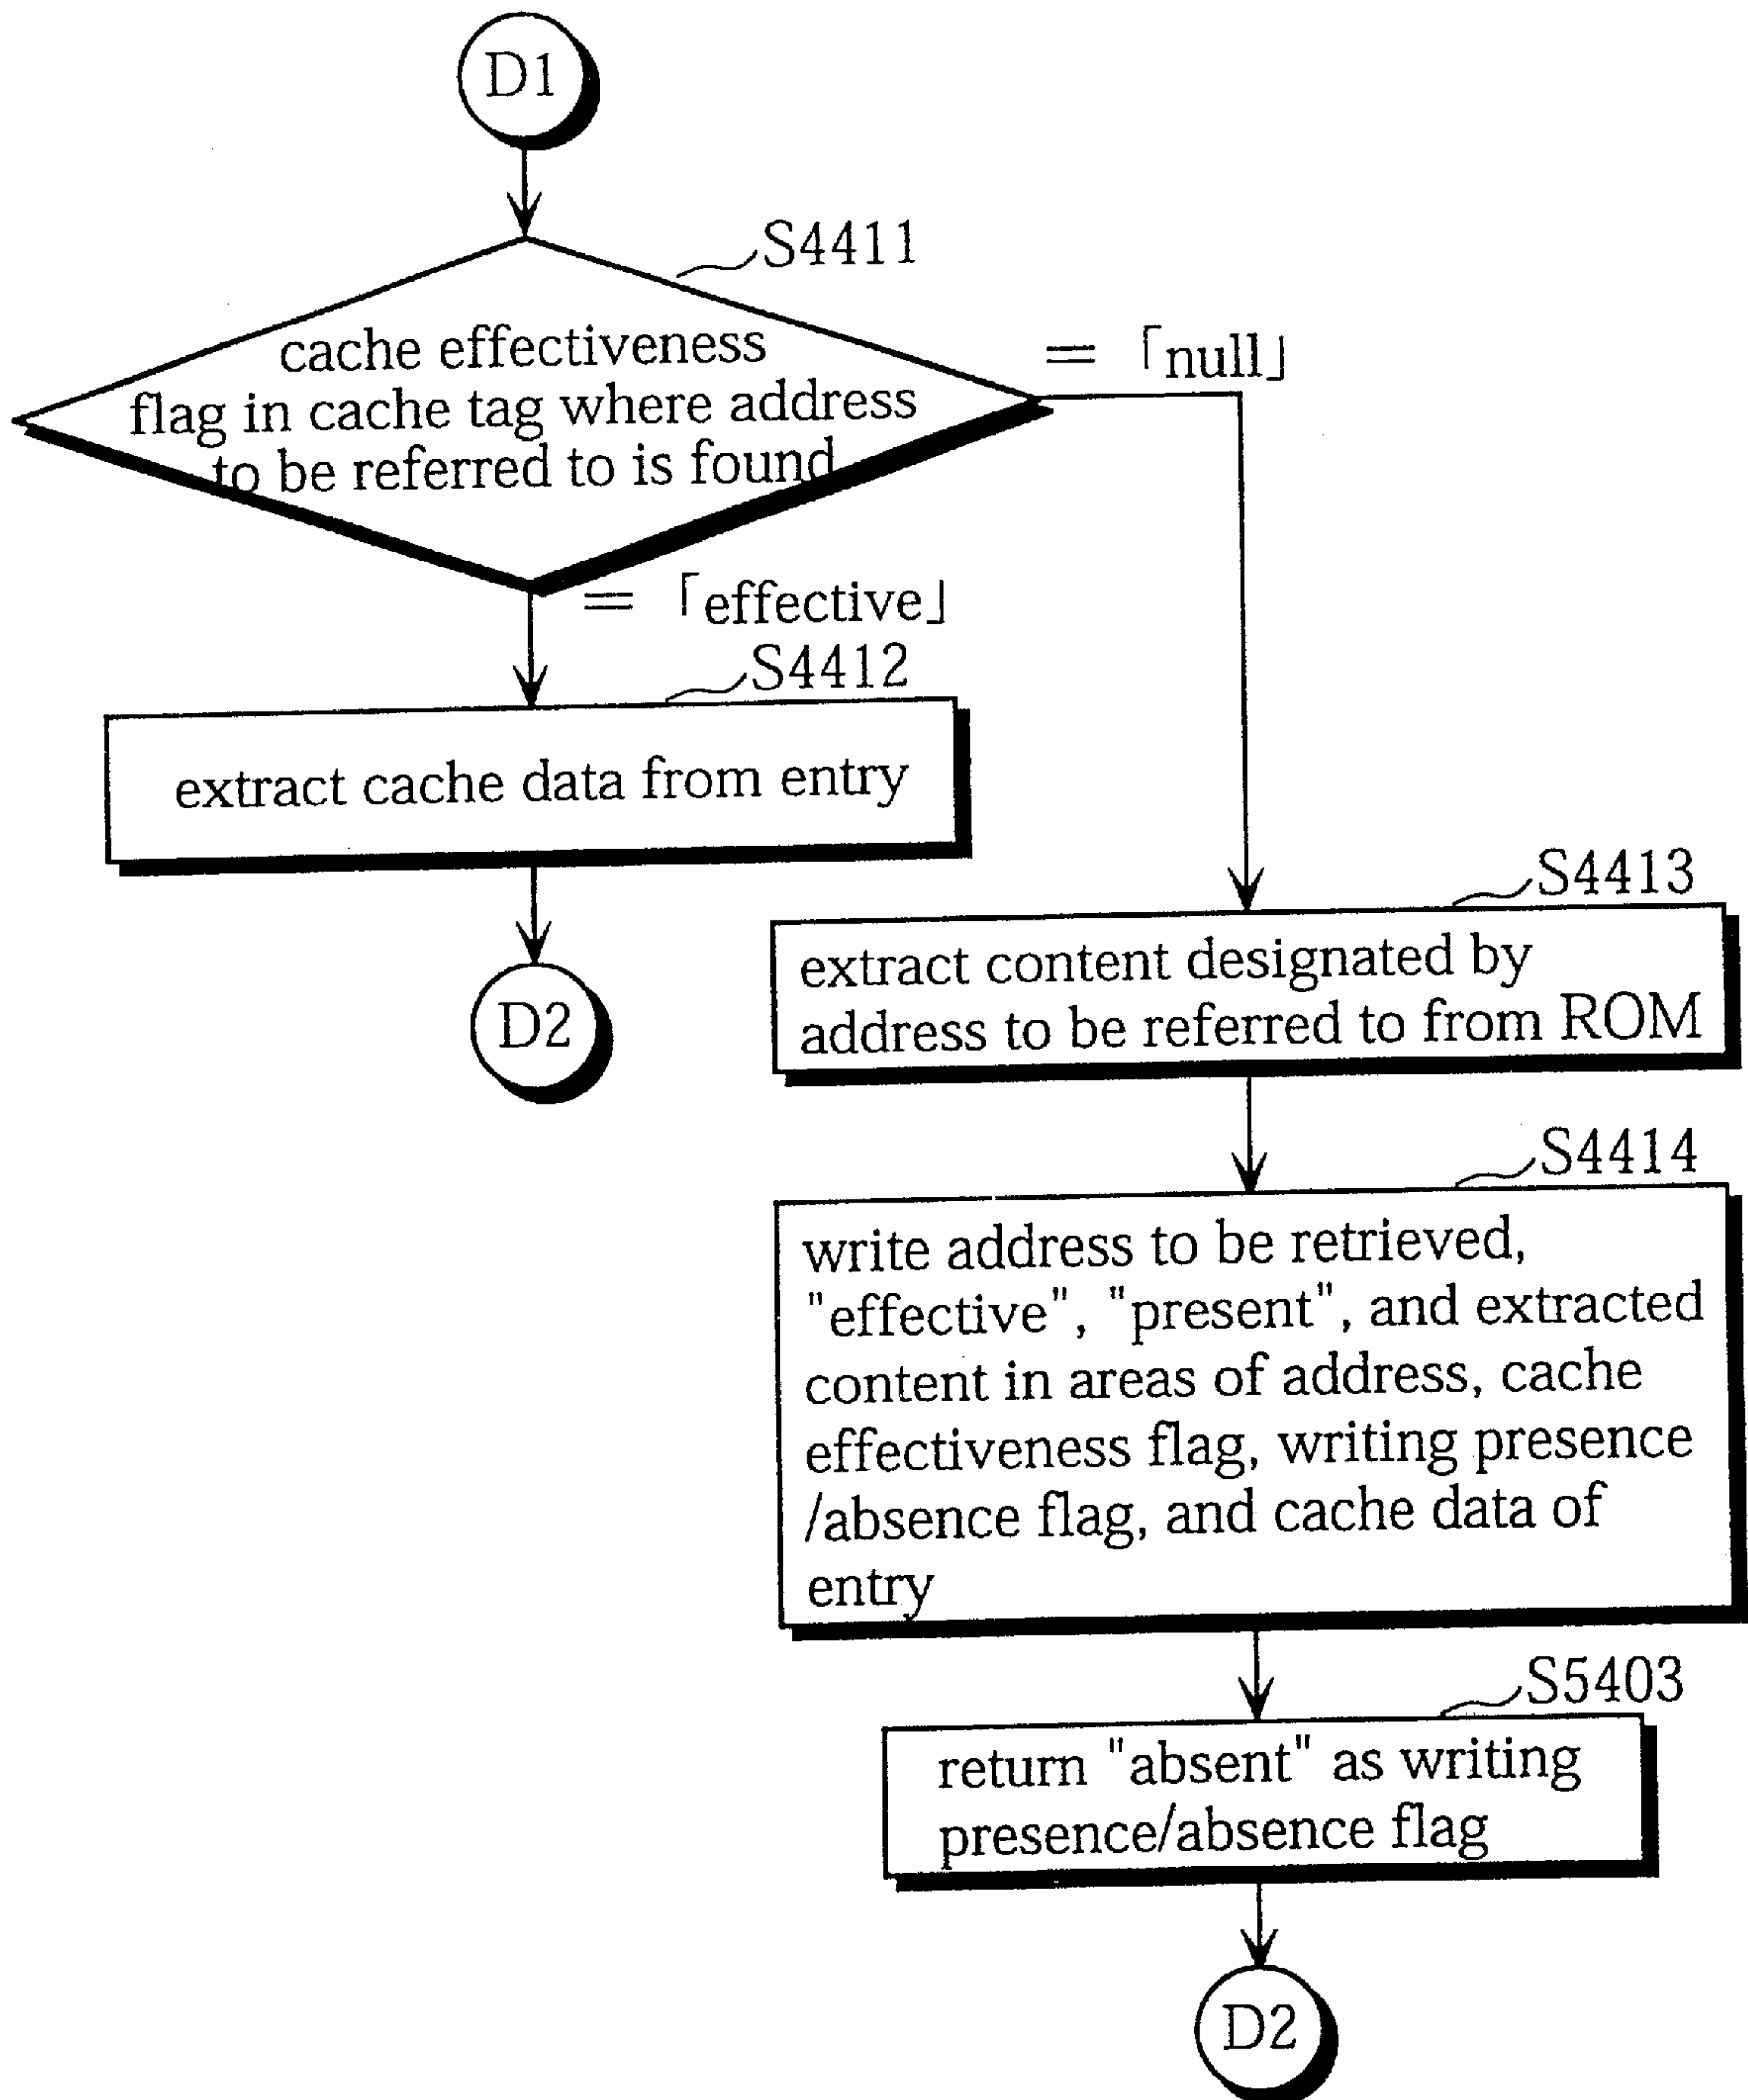 D1
S4411
cache effectiveness
flag in cache tag where address
to be referred to is found
= 「null」
= 「effective」
S4412
extract cache data from entry
D2
S4413
extract content designated by
address to be referred to from ROM
S4414
write address to be retrieved,
"effective", "present", and extracted
content in areas of address, cache
effectiveness flag, writing presence
/absence flag, and cache data of
entry
S5403
return "absent" as writing
presence/absence flag
D2